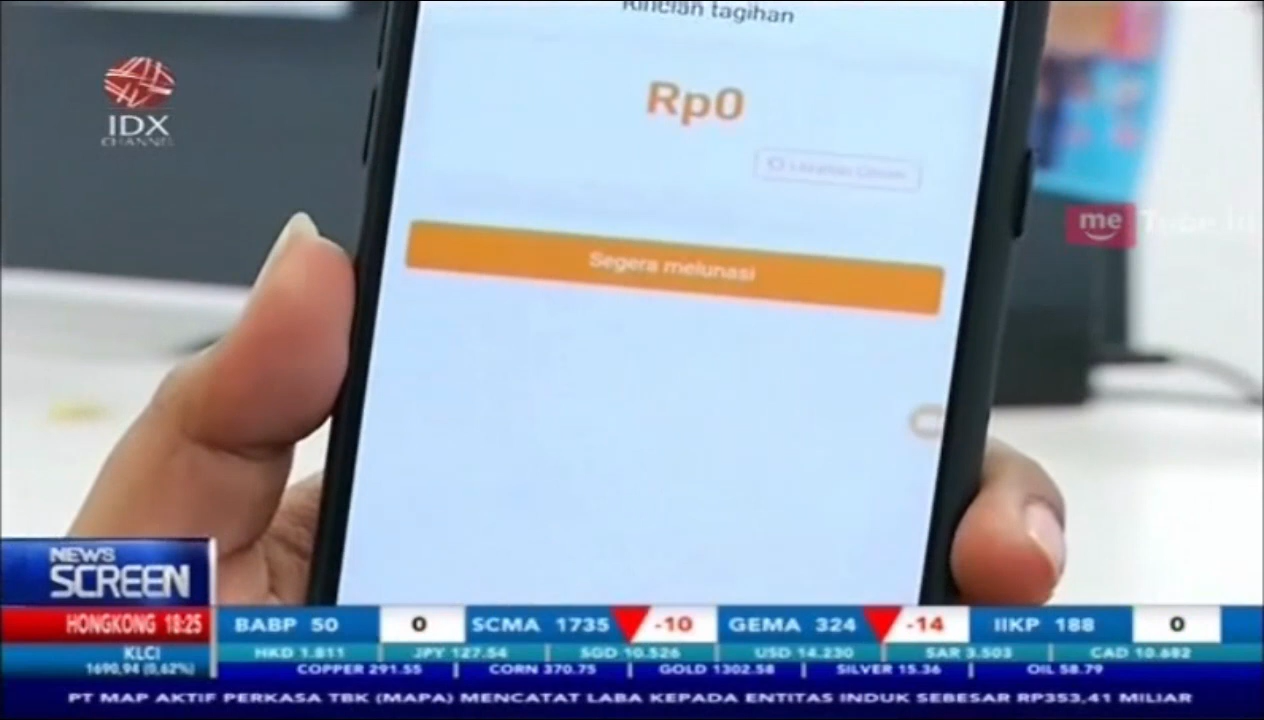 Rincian tagihan
IDX
CHANNEL
Rp0
me
Segera melunasi
NEWS
SCREEN
HONGKONG 18:25
BABP 50 0 SCMA 1735 -10 GEMA 324 -14 IIKP 188 0
KLCI
1690,94 (0,62%)
HKD 1.811 JPY 127.54 SGD 10.526 USD 14.230 SAR 3.503 CAD 10.682
COPPER 291.55 CORN 370.75 GOLD 1302.58 SILVER 15.36 OIL 58.79
PT MAP AKTIF PERKASA TBK (MAPA) MENCATAT LABA KEPADA ENTITAS INDUK SEBESAR RP353,41 MILIAR